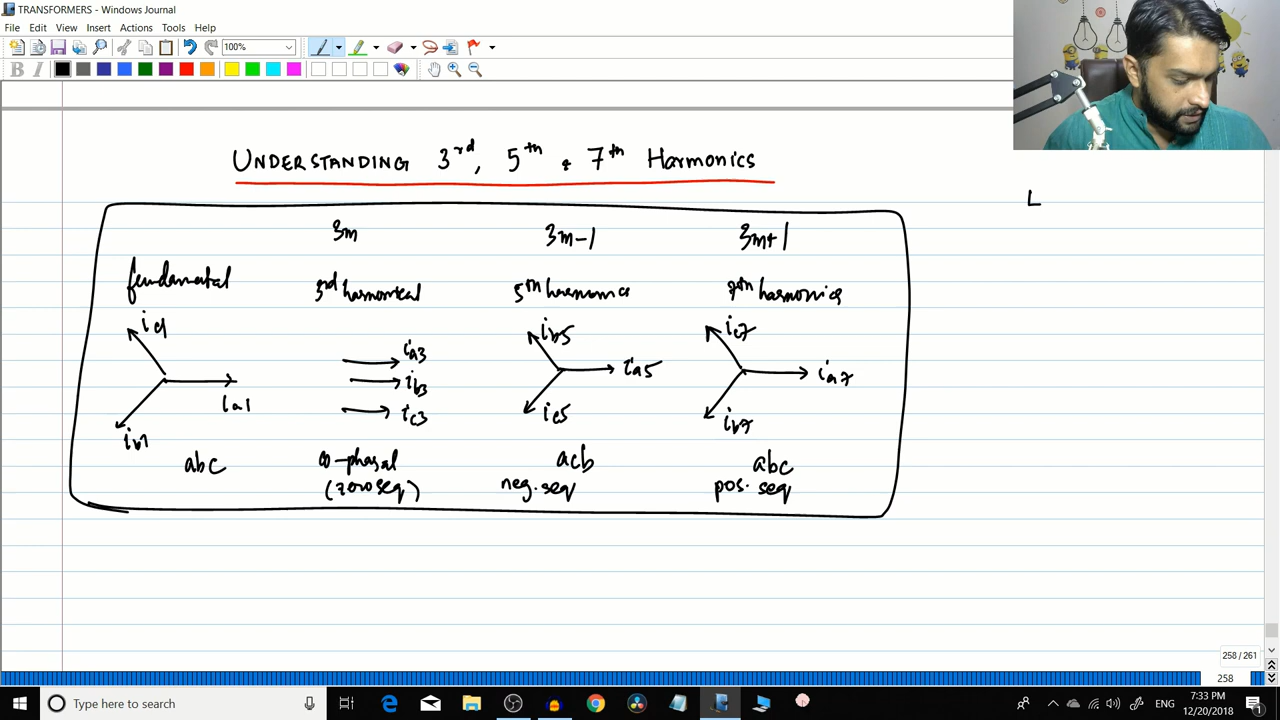 TRANSFORMERS - Windows Journal
File Edit View Insert Actions Tools Help
100%
B I
UNDERSTANDING 3rd, 5th & 7th Harmonics
L
3m 3m-1 3m+1
fundamental 3rd harmonical 5th harmonics 7th harmonics
ic1 ib5 ic7
ia3
ia5 ia7
ib3
ia1 ic3 ic5
ib1 ib7
abc co-phasal acb abc
(zero seq) neg. seq pos. seq
258 / 261
258
Type here to search
ENG
7:33 PM
12/20/2018
1